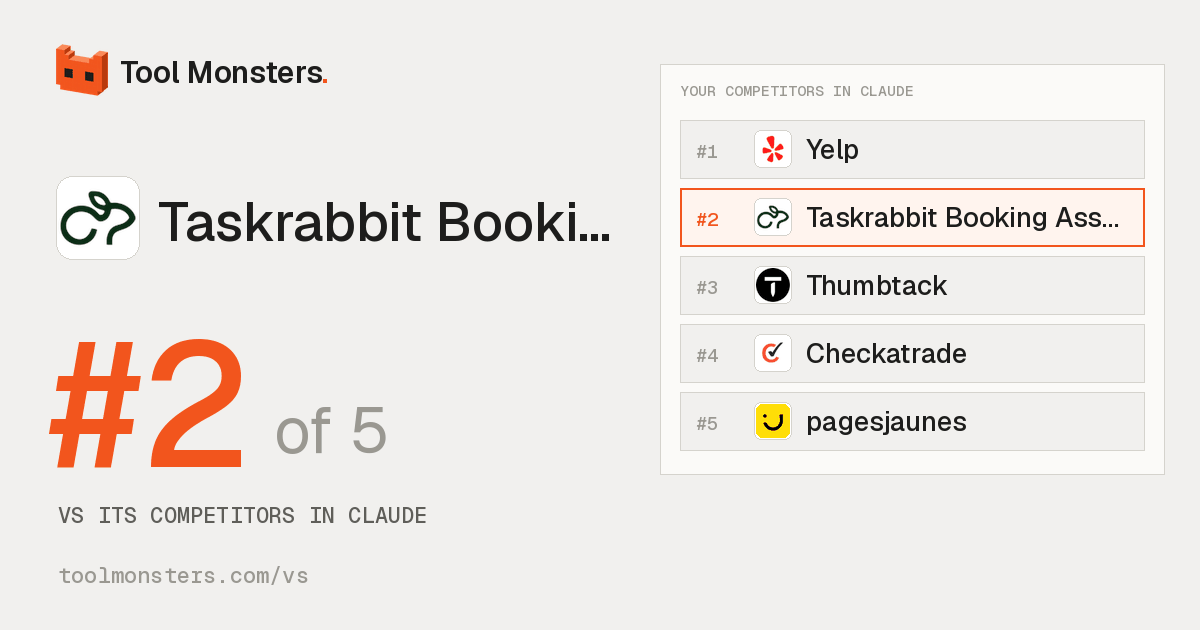 Tool Monsters.
Taskrabbit Booki...
#2 of 5
VS ITS COMPETITORS IN CLAUDE
toolmonsters.com/vs
YOUR COMPETITORS IN CLAUDE
#1 Yelp
#2 Taskrabbit Booking Ass...
#3 Thumbtack
#4 Checkatrade
#5 pagesjaunes